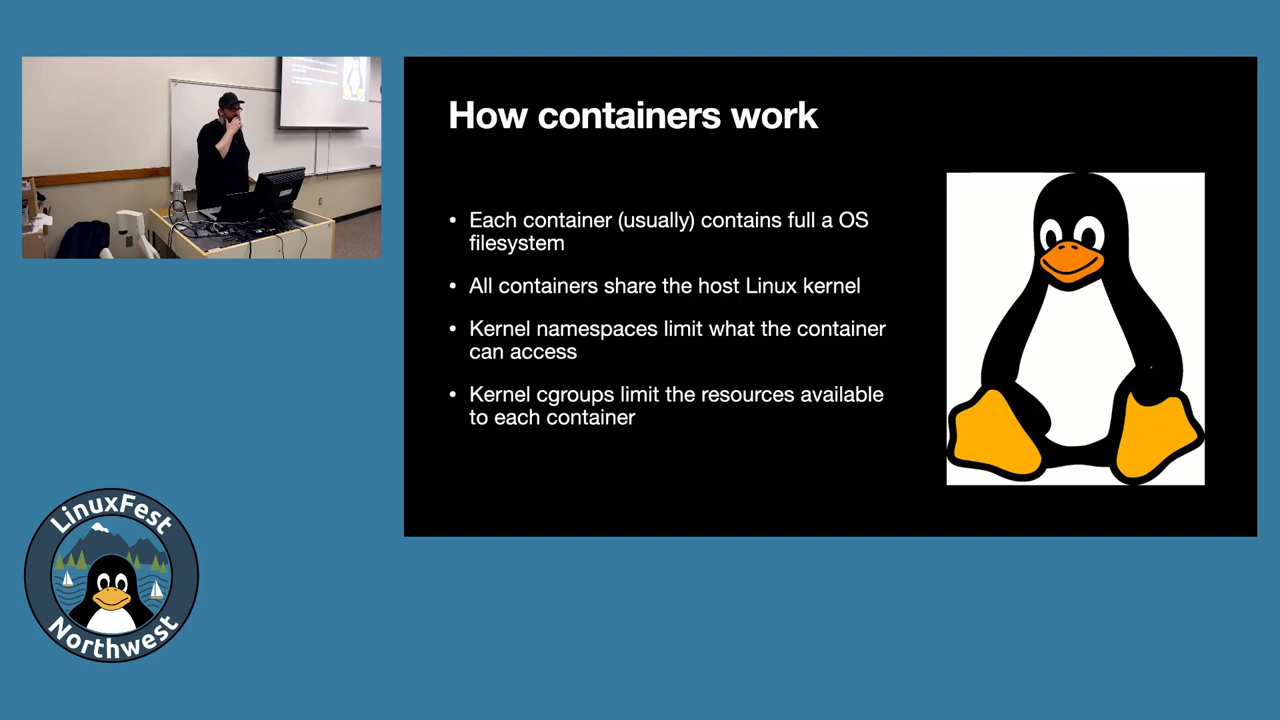 How containers work
• Each container (usually) contains full a OS
filesystem
• All containers share the host Linux kernel
• Kernel namespaces limit what the container
can access
• Kernel cgroups limit the resources available
to each container
LinuxFest
Northwest